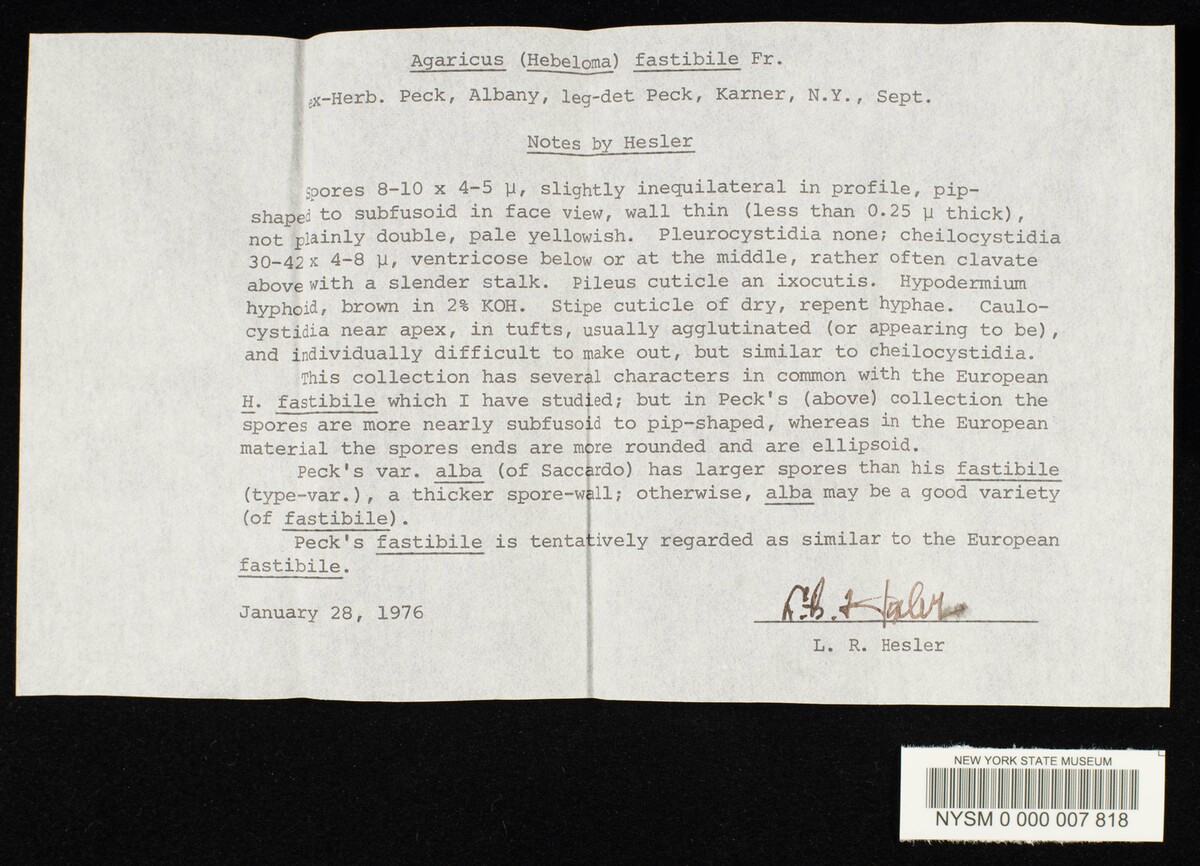 Agaricus (Hebeloma) fastibile Fr.
ex-Herb. Peck, Albany, leg-det Peck, Karner, N.Y., Sept.
Notes by Hesler
Spores 8-10 x 4-5 µ, slightly inequilateral in profile, pip-
shaped to subfusoid in face view, wall thin (less than 0.25 µ thick),
not plainly double, pale yellowish. Pleurocystidia none; cheilocystidia
30-42 x 4-8 µ, ventricose below or at the middle, rather often clavate
above with a slender stalk. Pileus cuticle an ixocutis. Hypodermium
hyphoid, brown in 2% KOH. Stipe cuticle of dry, repent hyphae. Caulo-
cystidia near apex, in tufts, usually agglutinated (or appearing to be),
and individually difficult to make out, but similar to cheilocystidia.
This collection has several characters in common with the European
H. fastibile which I have studied; but in Peck's (above) collection the
spores are more nearly subfusoid to pip-shaped, whereas in the European
material the spores ends are more rounded and are ellipsoid.
Peck's var. alba (of Saccardo) has larger spores than his fastibile
(type-var.), a thicker spore-wall; otherwise, alba may be a good variety
(of fastibile).
Peck's fastibile is tentatively regarded as similar to the European
fastibile.
January 28, 1976
L. R. Hesler
NEW YORK STATE MUSEUM
NYSM 0 000 007 818